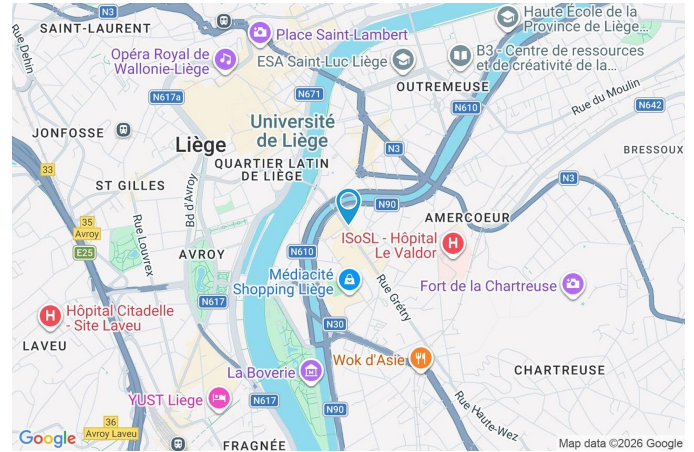 Haute École de la
Province de Liège...
N3
SAINT-LAURENT
Place Saint-Lambert
Rue Dehin
Opéra Royal de
Wallonie-Liège
ESA Saint-Luc Liège
B3 - Centre de ressources
et de créativité de la...
OUTREMEUSE
N617a
N671
N610
Rue du Moulin
N642
Université
de Liège
JONFOSSE
Liège
N3
BRESSOUX
QUARTIER LATIN
DE LIÈGE
33
ST GILLES
Bd d'Avroy
N3
N90
AMERCOEUR
Rue Louvrex
35
Avroy
E25
AVROY
N610
ISoSL - Hôpital
Le Valdor
Médiacité
Shopping Liège
Rue Grétry
Fort de la Chartreuse
N617
Hôpital Citadelle
- Site Laveu
N30
LAVEU
Wok d'Asie
La Boverie
CHARTREUSE
YUST Liege
N617
N90
Rue Haute-Wez
36
Avroy Laveu
Google
FRAGNÉE
Map data ©2026 Google